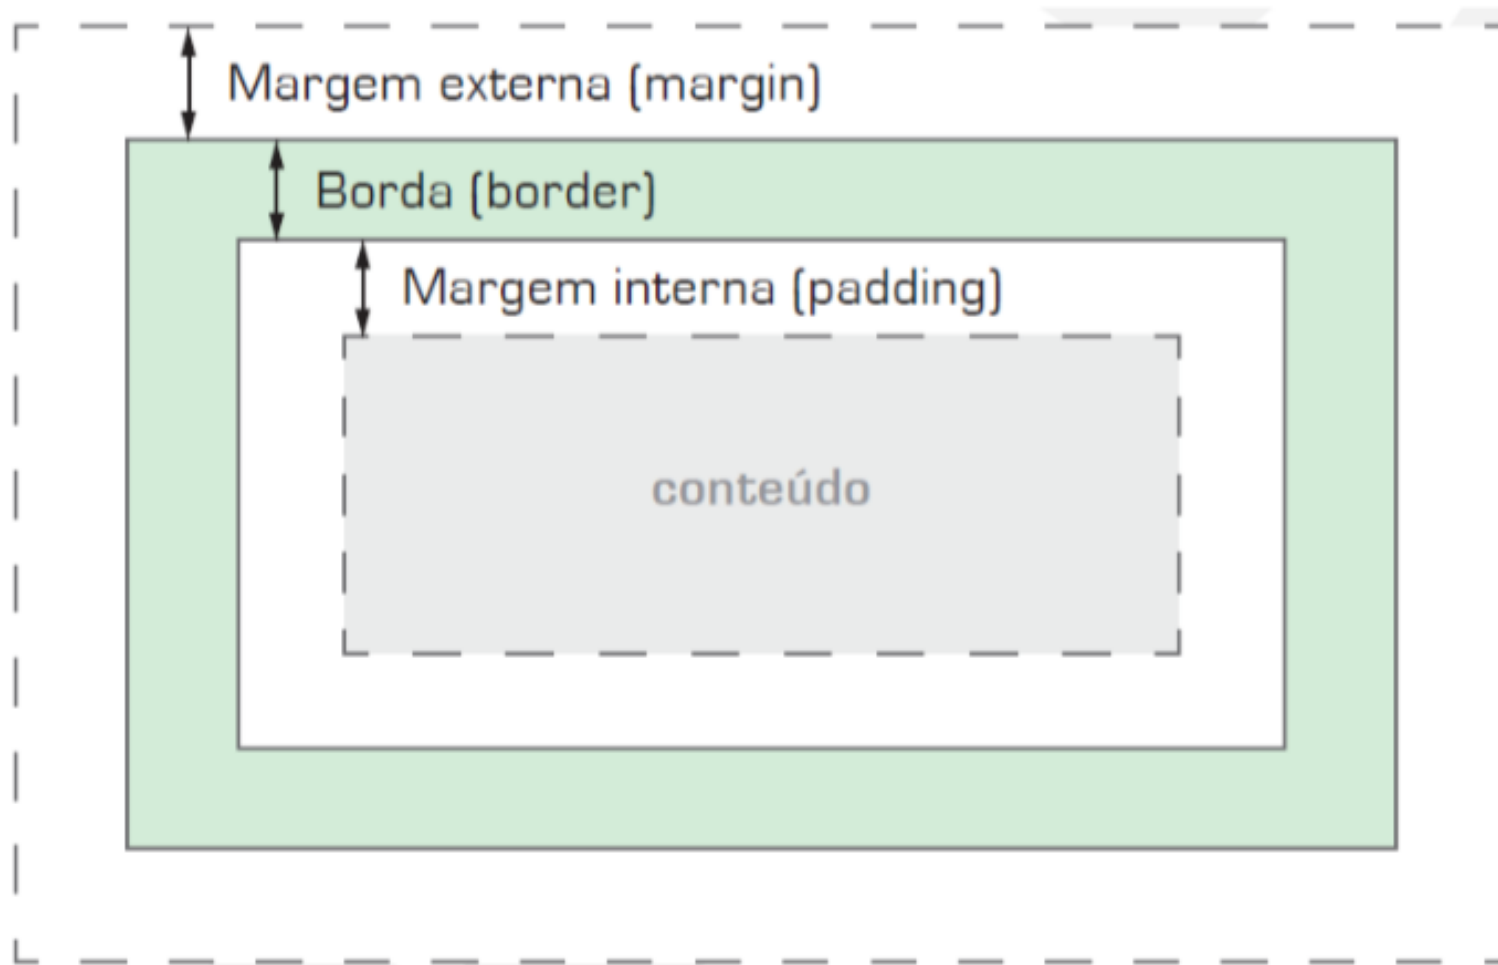 Margem externa (margin)
Borda (border)
Margem interna (padding)
conteúdo